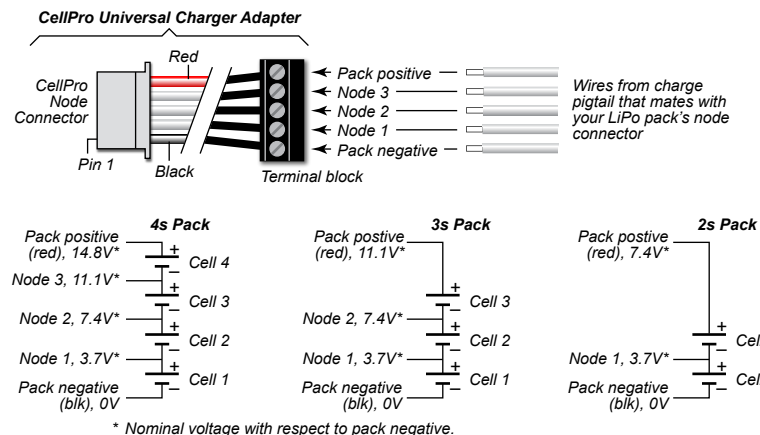 CellPro Universal Charger Adapter
Red
CellPro
Node
Connector
Pin 1
Black
Terminal block
Pack positive
Node 3
Node 2
Node 1
Pack negative
Wires from charge
pigtail that mates with
your LiPo pack's node
connector
4s Pack
Pack postitive
(red), 14.8V*
Node 3, 11.1V*
Node 2, 7.4V*
Node 1, 3.7V*
Pack negative
(blk), 0V
+
–
Cell 4
+
–
Cell 3
+
–
Cell 2
+
–
Cell 1
3s Pack
Pack postive
(red), 11.1V*
Node 2, 7.4V*
Node 1, 3.7V*
Pack negative
(blk), 0V
+
–
Cell 3
+
–
Cell 2
+
–
Cell 1
2s Pack
Pack postive
(red), 7.4V*
Node 1, 3.7V*
Pack negative
(blk), 0V
+
–
Cel
+
–
Cel
* Nominal voltage with respect to pack negative.